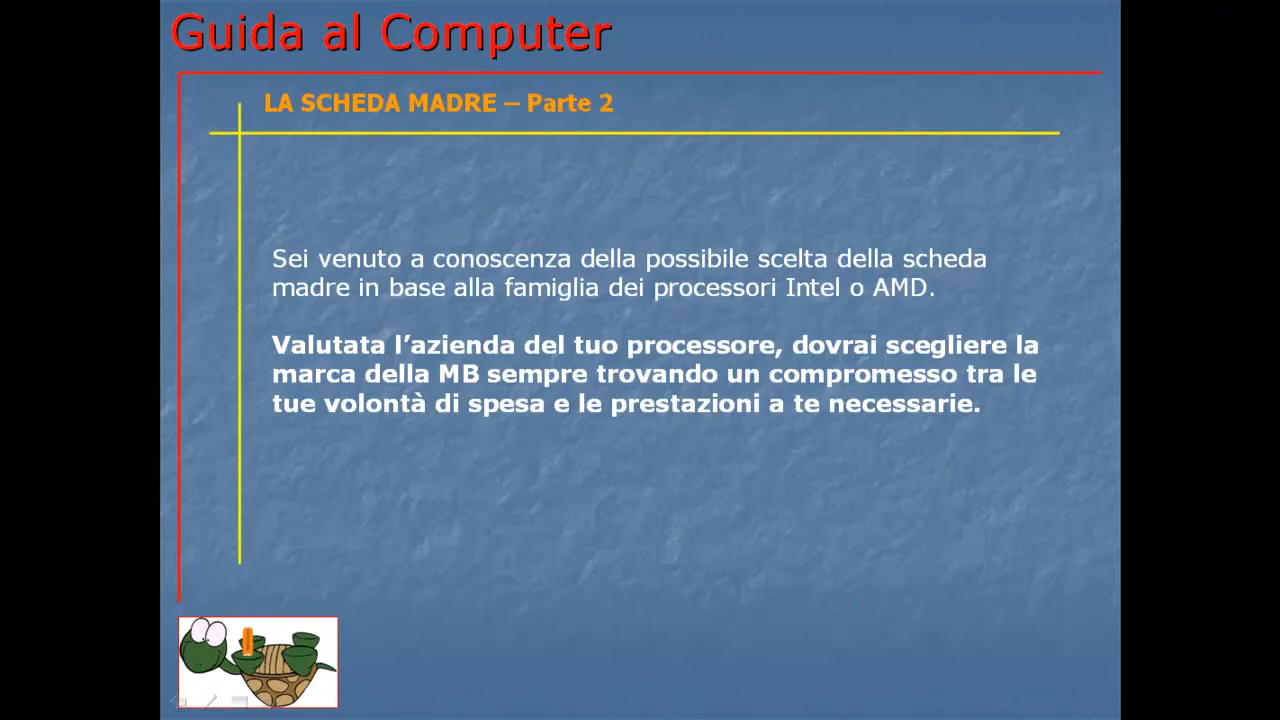 Guida al Computer
LA SCHEDA MADRE – Parte 2
Sei venuto a conoscenza della possibile scelta della scheda
madre in base alla famiglia dei processori Intel o AMD.
Valutata l’azienda del tuo processore, dovrai scegliere la
marca della MB sempre trovando un compromesso tra le
tue volontà di spesa e le prestazioni a te necessarie.